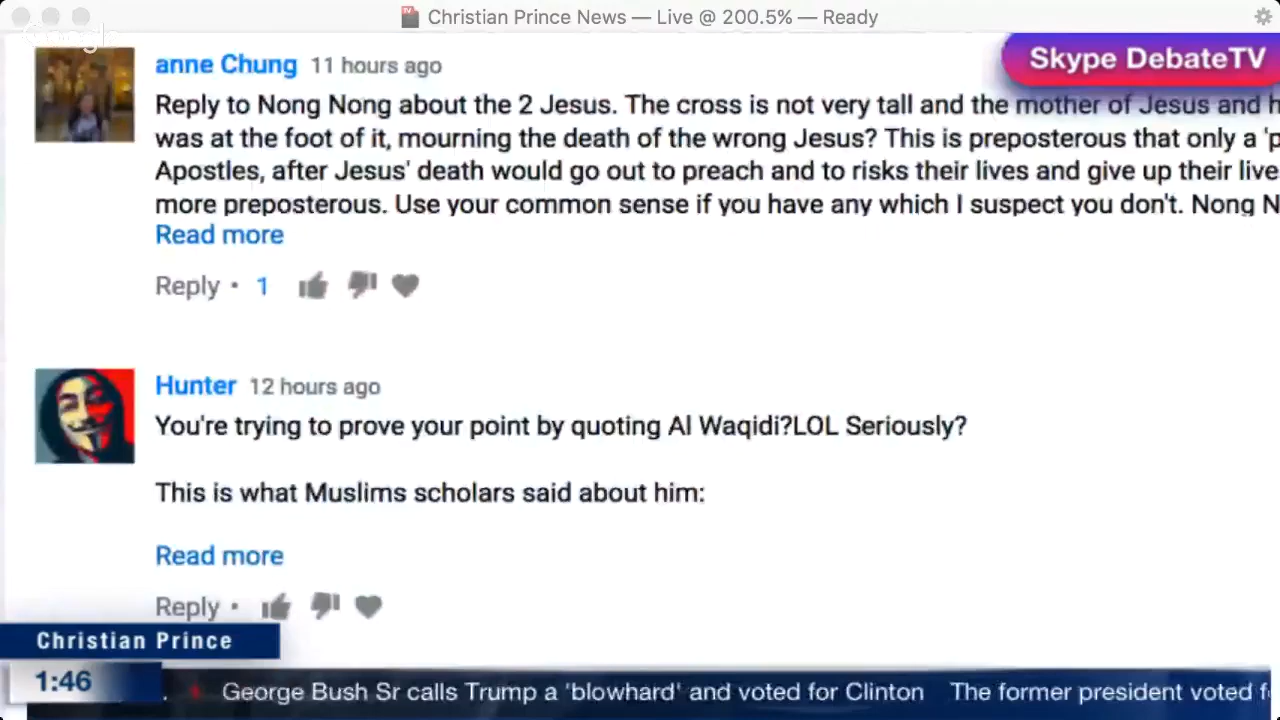 Christian Prince News — Live @ 200.5% — Ready
Google
Skype DebateTV
anne Chung 11 hours ago
Reply to Nong Nong about the 2 Jesus. The cross is not very tall and the mother of Jesus and h
was at the foot of it, mourning the death of the wrong Jesus? This is preposterous that only a 'p
Apostles, after Jesus' death would go out to preach and to risks their lives and give up their live
more preposterous. Use your common sense if you have any which I suspect you don't. Nong N
Read more
Reply • 1
Hunter 12 hours ago
You're trying to prove your point by quoting Al Waqidi?LOL Seriously?
This is what Muslims scholars said about him:
Read more
Reply •
Christian Prince
1:46
George Bush Sr calls Trump a 'blowhard' and voted for Clinton The former president voted f